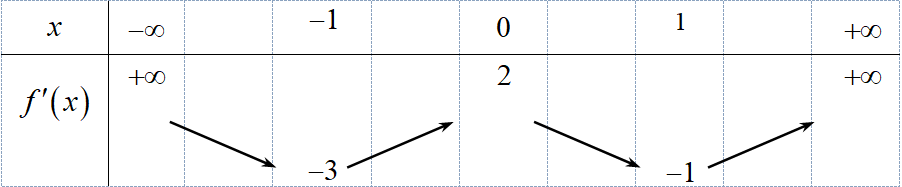 x −∞ −1 0 1 +∞
f′(x) +∞ 2 +∞
−3 −1